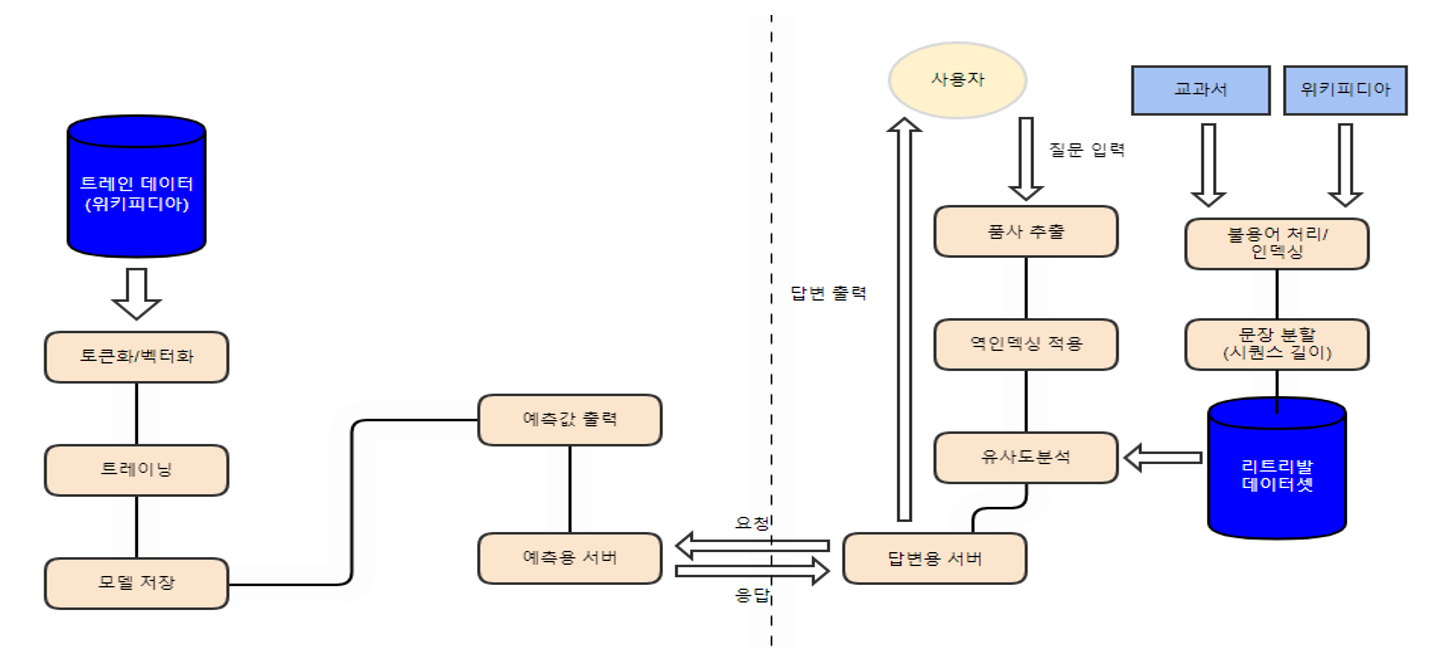 사용자
교과서
위키피디아
트레인 데이터
(위키피디아)
질문 입력
품사 추출
불용어 처리/
인덱싱
답변 출력
역인덱싱 적용
문장 분할
(시퀀스 길이)
토큰화/벡터화
예측값 출력
트레이닝
유사도분석
리트리발
데이터셋
요청
예측용 서버
답변용 서버
모델 저장
응답